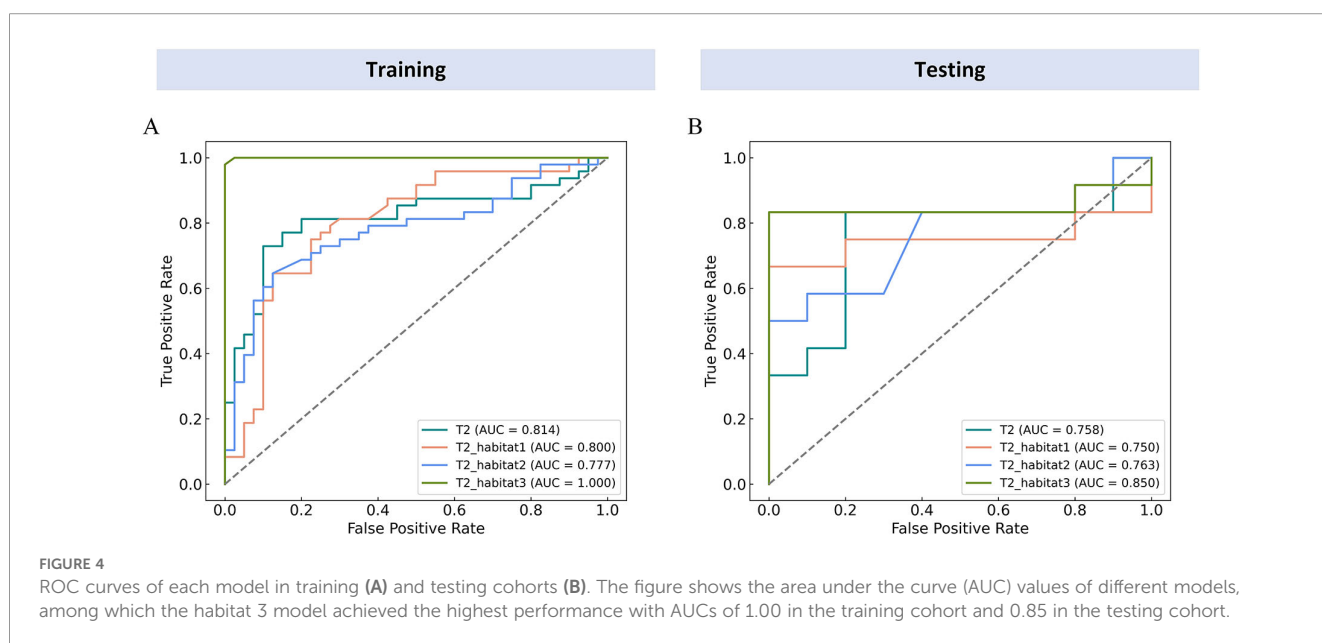 Training
Testing
A
B
1.0
0.8
0.6
0.4
0.2
0.0
True Positive Rate
T2 (AUC = 0.814)
T2_habitat1 (AUC = 0.800)
T2_habitat2 (AUC = 0.777)
T2_habitat3 (AUC = 1.000)
0.0 0.2 0.4 0.6 0.8 1.0
False Positive Rate
1.0
0.8
0.6
0.4
0.2
0.0
True Positive Rate
T2 (AUC = 0.758)
T2_habitat1 (AUC = 0.750)
T2_habitat2 (AUC = 0.763)
T2_habitat3 (AUC = 0.850)
0.0 0.2 0.4 0.6 0.8 1.0
False Positive Rate
FIGURE 4
ROC curves of each model in training (A) and testing cohorts (B). The figure shows the area under the curve (AUC) values of different models,
among which the habitat 3 model achieved the highest performance with AUCs of 1.00 in the training cohort and 0.85 in the testing cohort.